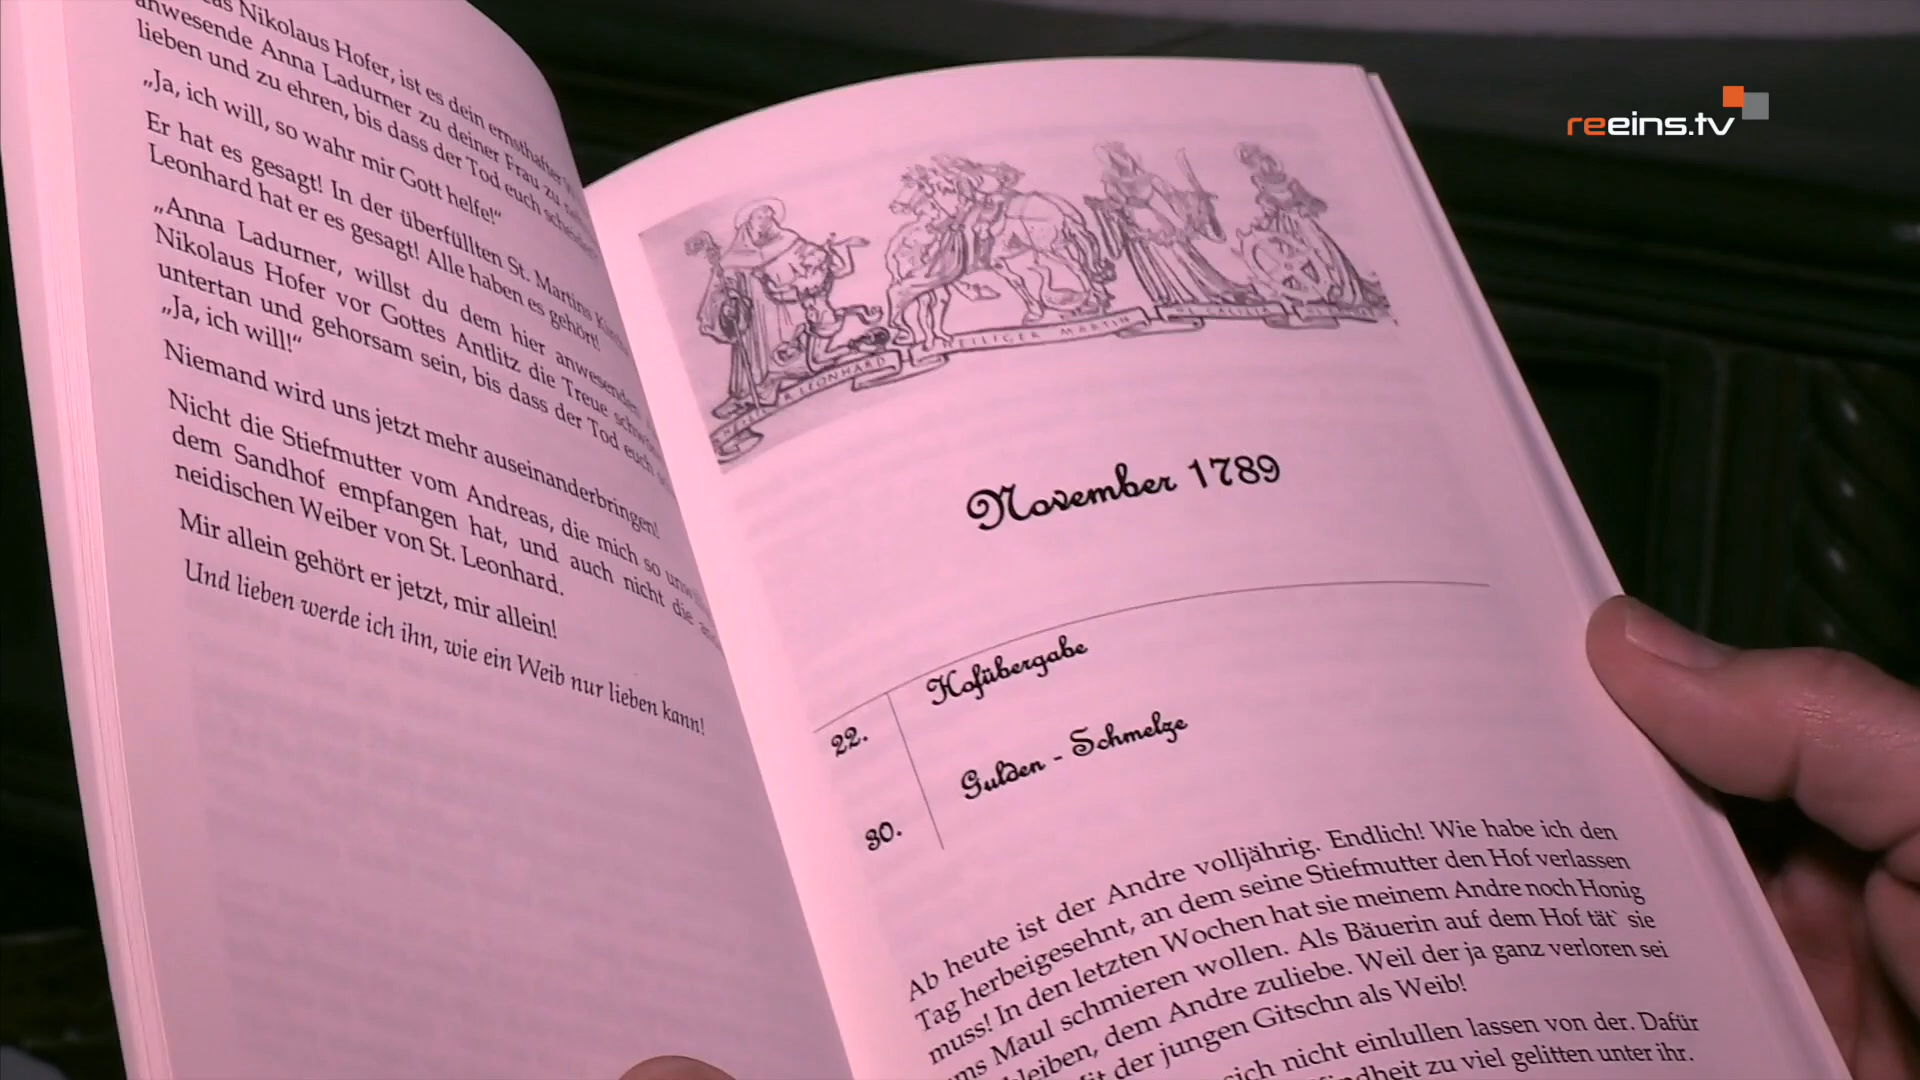 Nikolaus Hofer, ist es dein ernsthafter
anwesende Anna Ladurner zu deiner Frau zu
lieben und zu ehren, bis dass der Tod euch scheidet
„Ja, ich will, so wahr mir Gott helfe!“
Er hat es gesagt! In der überfüllten St. Martins
Leonhard hat er es gesagt! Alle haben es gehört!
„Anna Ladurner, willst du dem hier anwesenden
Nikolaus Hofer vor Gottes Antlitz die Treue
untertan und gehorsam sein, bis dass der Tod euch
„Ja, ich will!“
Niemand wird uns jetzt mehr auseinanderbringen!
Nicht die Stiefmutter vom Andreas, die mich so
dem Sandhof empfangen hat, und auch nicht die
neidischen Weiber von St. Leonhard.
Mir allein gehört er jetzt, mir allein!
Und lieben werde ich ihn, wie ein Weib nur lieben kann!
LEONHARD HEILIGER MARTIN
November 1789
22. Hofübergabe
30. Gulden - Schmelze
Ab heute ist der Andre volljährig. Endlich! Wie habe ich den
Tag herbeigesehnt, an dem seine Stiefmutter den Hof verlassen
muss! In den letzten Wochen hat sie meinem Andre noch Honig
ums Maul schmieren wollen. Als Bäuerin auf dem Hof tät` sie
bleiben, dem Andre zuliebe. Weil der ja ganz verloren sei
der jungen Gitschn als Weib!
sich nicht einlullen lassen von der. Dafür
zu viel gelitten unter ihr.
reeins.tv